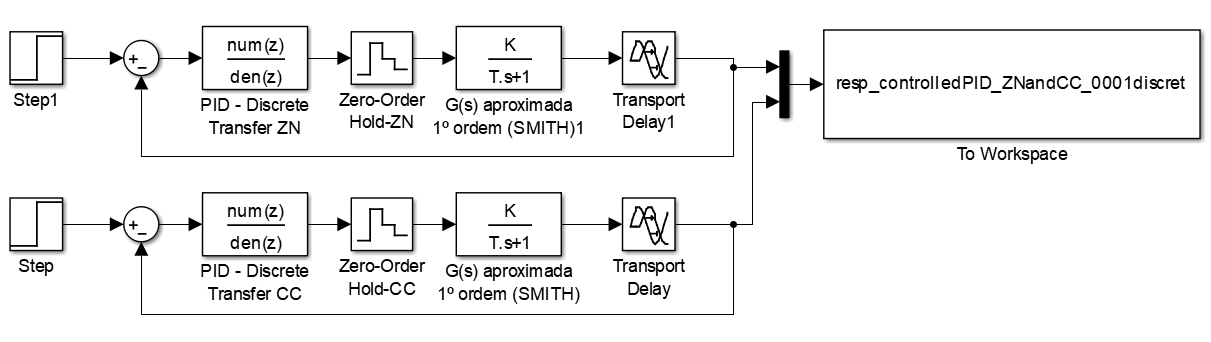 num(z)
den(z)
K
T.s+1
Step1
PID - Discrete
Transfer ZN
Zero-Order
Hold-ZN
G(s) aproximada
1º ordem (SMITH)1
Transport
Delay1
resp_controlledPID_ZNandCC_0001discret
To Workspace
num(z)
den(z)
K
T.s+1
Step
PID - Discrete
Transfer CC
Zero-Order
Hold-CC
G(s) aproximada
1º ordem (SMITH)
Transport
Delay